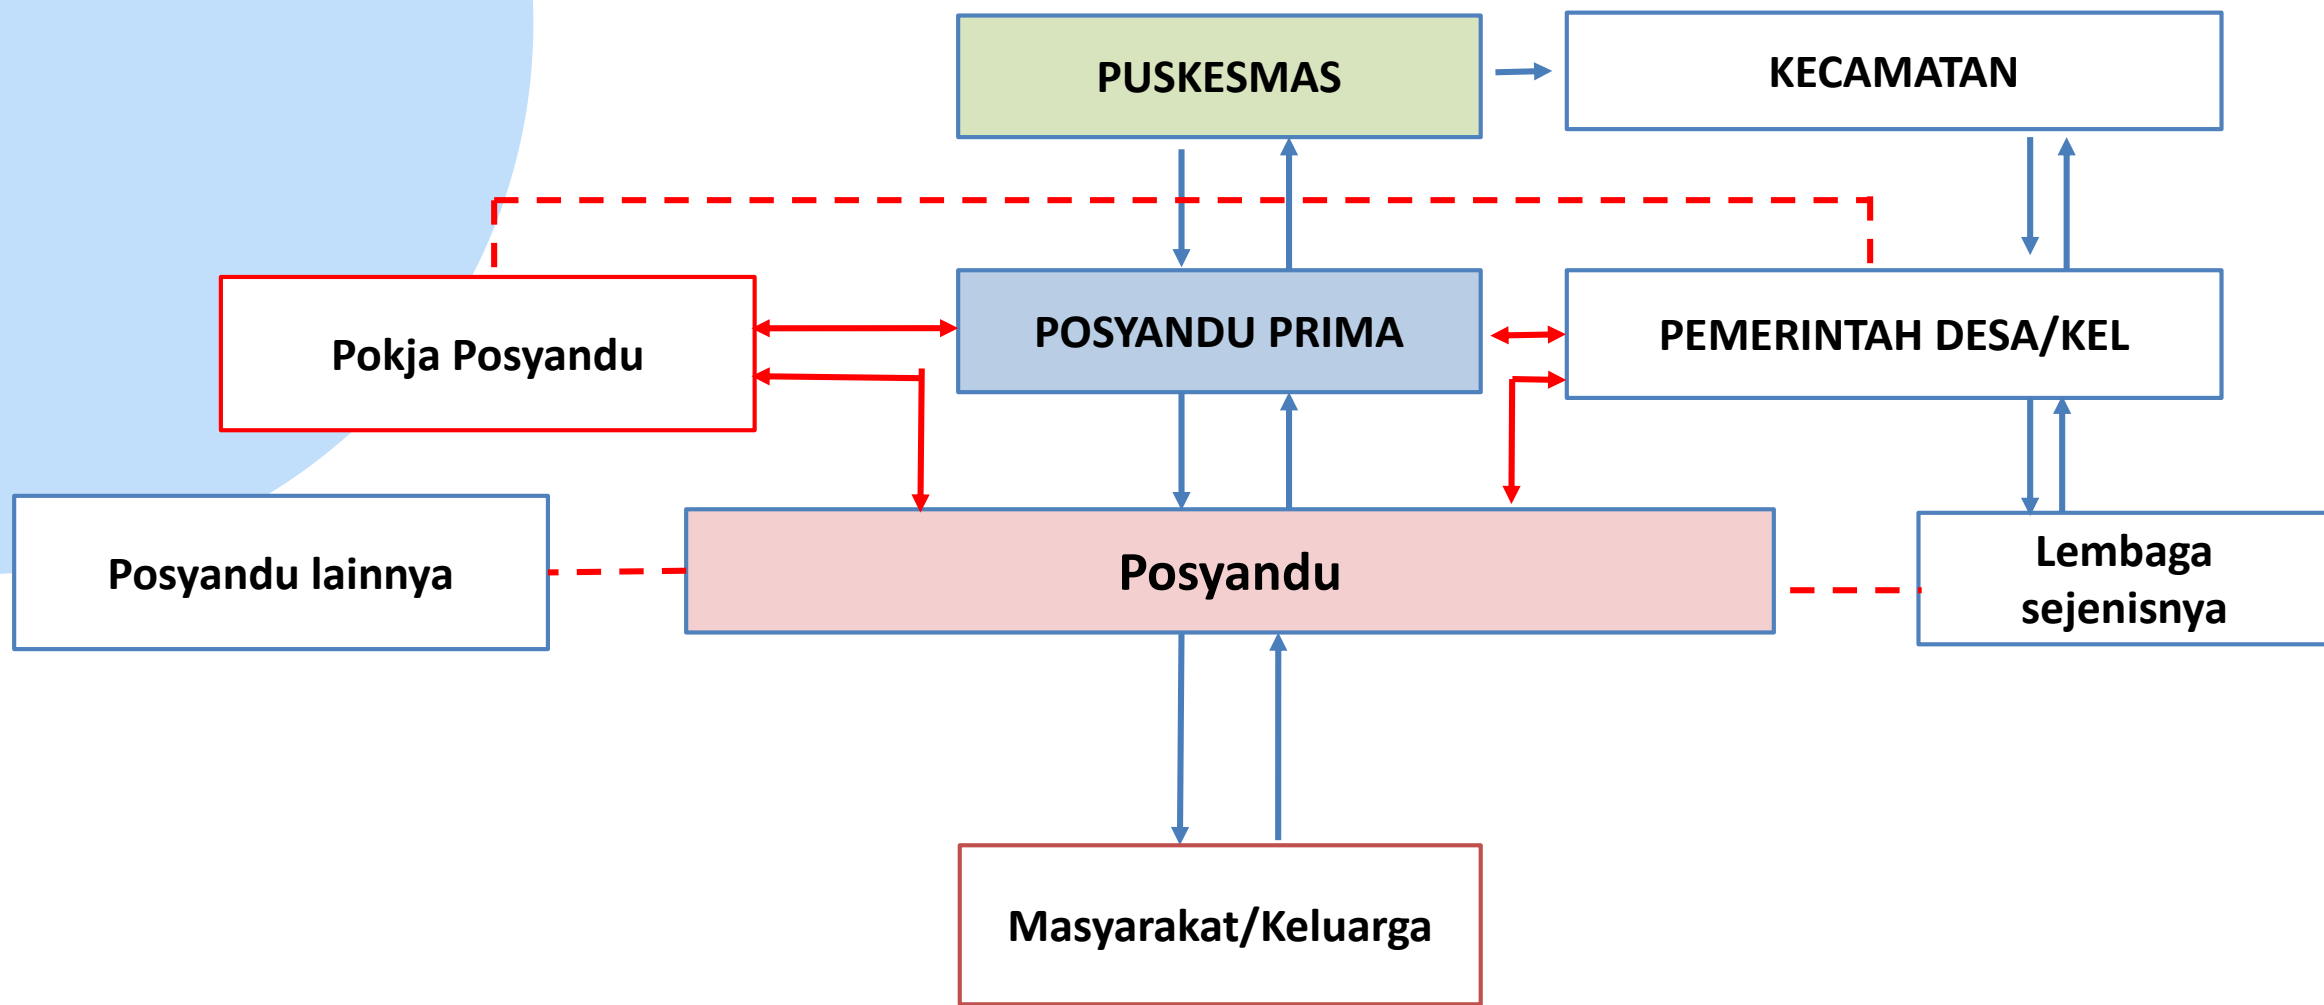 PUSKESMAS
KECAMATAN
Pokja Posyandu
POSYANDU PRIMA
PEMERINTAH DESA/KEL
Posyandu lainnya
Posyandu
Lembaga
sejenisnya
Masyarakat/Keluarga